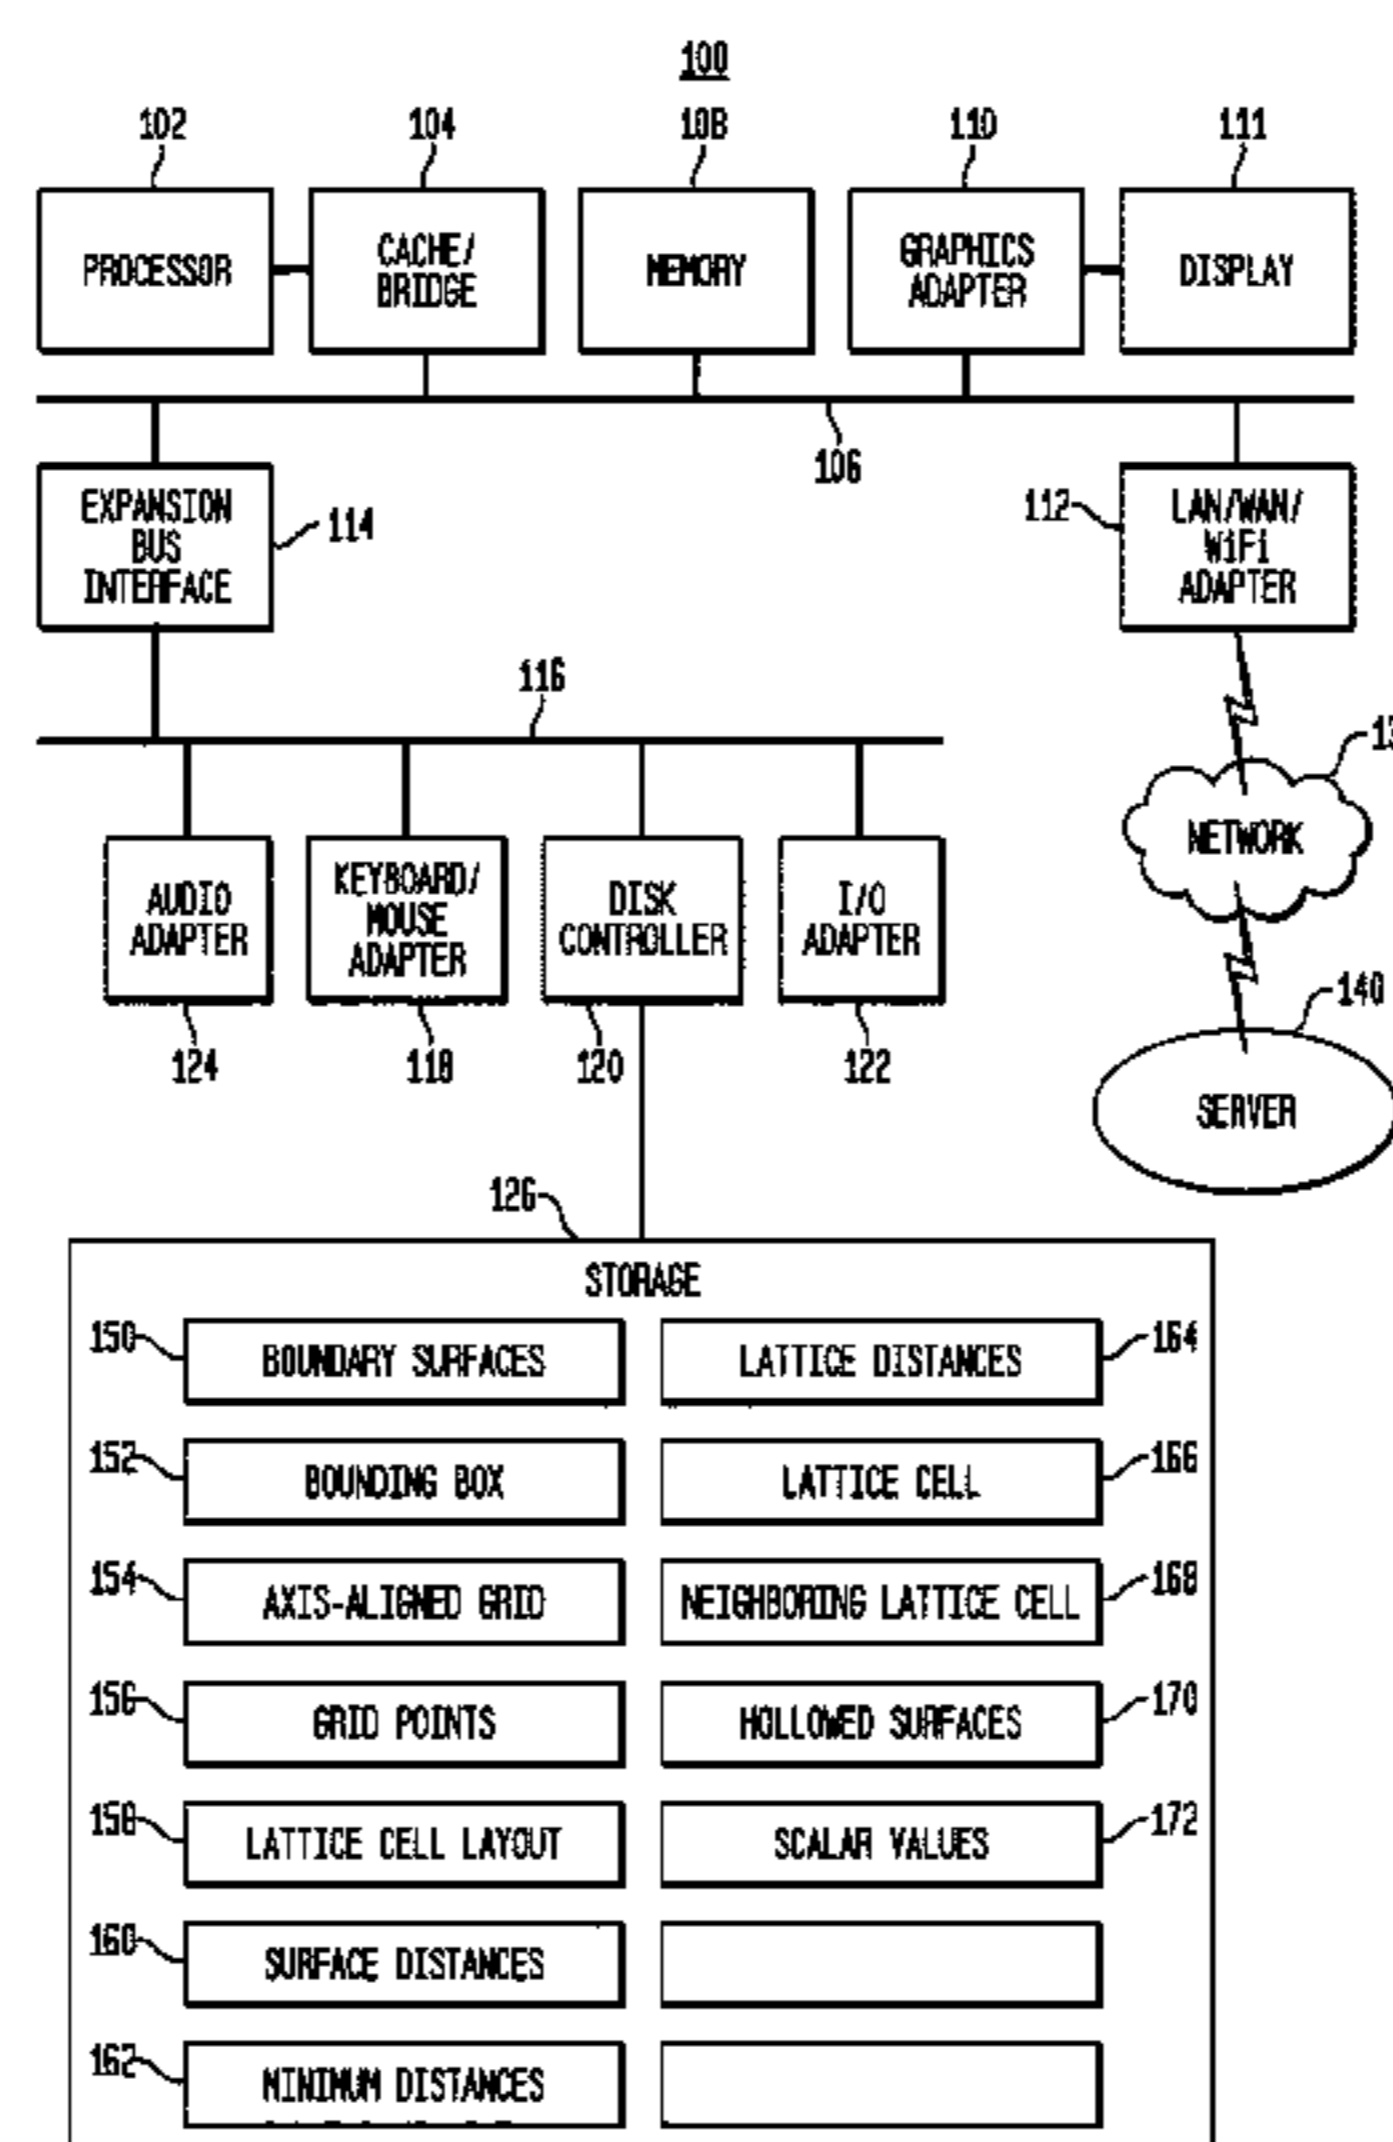 100
102
104
108
110
111
PROCESSOR
CACHE/
BRIDGE
MEMORY
GRAPHICS
ADAPTER
DISPLAY
106
EXPANSION
BUS
INTERFACE
114
112
LAN/WAN/
WiFi
ADAPTER
116
NETWORK
AUDIO
ADAPTER
KEYBOARD/
MOUSE
ADAPTER
DISK
CONTROLLER
I/O
ADAPTER
124
118
120
122
140
SERVER
126
STORAGE
150
BOUNDARY SURFACES
LATTICE DISTANCES
164
152
BOUNDING BOX
LATTICE CELL
166
154
AXIS-ALIGNED GRID
NEIGHBORING LATTICE CELL
168
156
GRID POINTS
HOLLOWED SURFACES
170
158
LATTICE CELL LAYOUT
SCALAR VALUES
172
160
SURFACE DISTANCES
162
MINIMUM DISTANCES